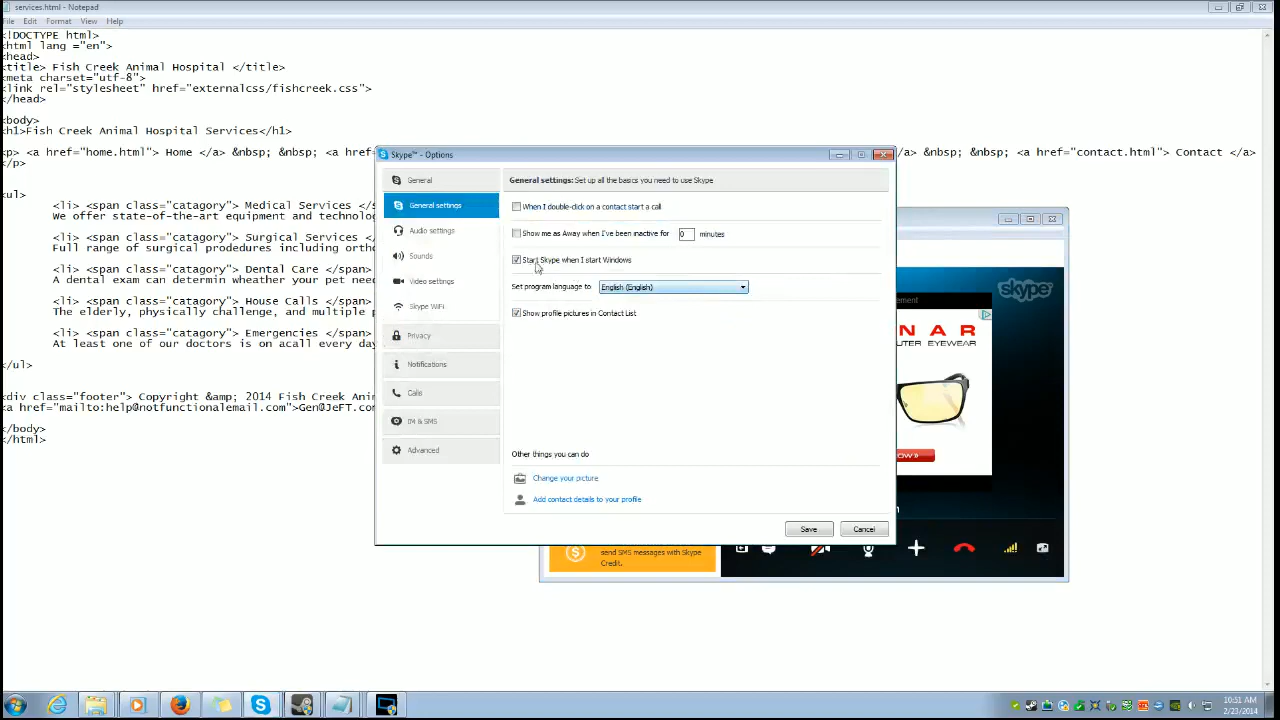 services.html - Notepad
File Edit Format View Help
<!DOCTYPE html>
<html lang ="en">
<head>
<title> Fish Creek Animal Hospital </title>
<meta charset="utf-8">
<link rel="stylesheet" href="externalcss/fishcreek.css">
</head>
<body>
<h1>Fish Creek Animal Hospital Services</h1>
<p> <a href="home.html"> Home </a> &nbsp; &nbsp; <a hre
/a> &nbsp; &nbsp; <a href="contact.html"> Contact </a>
</p>
<ul>
<li> <span class="catagory"> Medical Services </s
We offer state-of-the-art equipment and technolog
<li> <span class="catagory"> Surgical Services </
Full range of surgical prodedures including ortho
<li> <span class="catagory"> Dental Care </span>
A dental exam can determine whether your pet need
<li> <span class="catagory"> House Calls </span>
The elderly, physically challenged, and multiple p
<li> <span class="catagory"> Emergencies </span>
At least one of our doctors is on acall every day
</ul>
<div class="footer"> Copyright &amp; 2014 Fish Creek Anim
<a href="mailto:help@notfunctionalemail.com">Gen@JeFT.com
</body>
</html>
Skype™ - Options
General
General settings
Audio settings
Sounds
Video settings
Skype WiFi
Privacy
Notifications
Calls
IM & SMS
Advanced
General settings: Set up all the basics you need to use Skype
When I double-click on a contact start a call
Show me as Away when I've been inactive for 0 minutes
Start Skype when I start Windows
Set program language to English (English)
Show profile pictures in Contact List
Other things you can do
Change your picture
Add contact details to your profile
Save Cancel
skype
NAR
UTER EYEWEAR
OW »
send SMS messages with Skype
Credit.
10:51 AM
2/23/2014